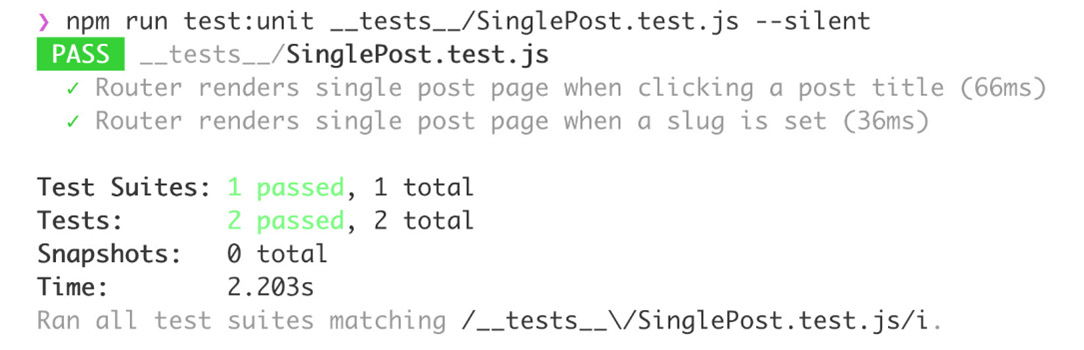 ❯ npm run test:unit __tests__/SinglePost.test.js --silent
PASS __tests__/SinglePost.test.js
✓ Router renders single post page when clicking a post title (66ms)
✓ Router renders single post page when a slug is set (36ms)
Test Suites: 1 passed, 1 total
Tests: 2 passed, 2 total
Snapshots: 0 total
Time: 2.203s
Ran all test suites matching /__tests__\/SinglePost.test.js/i.